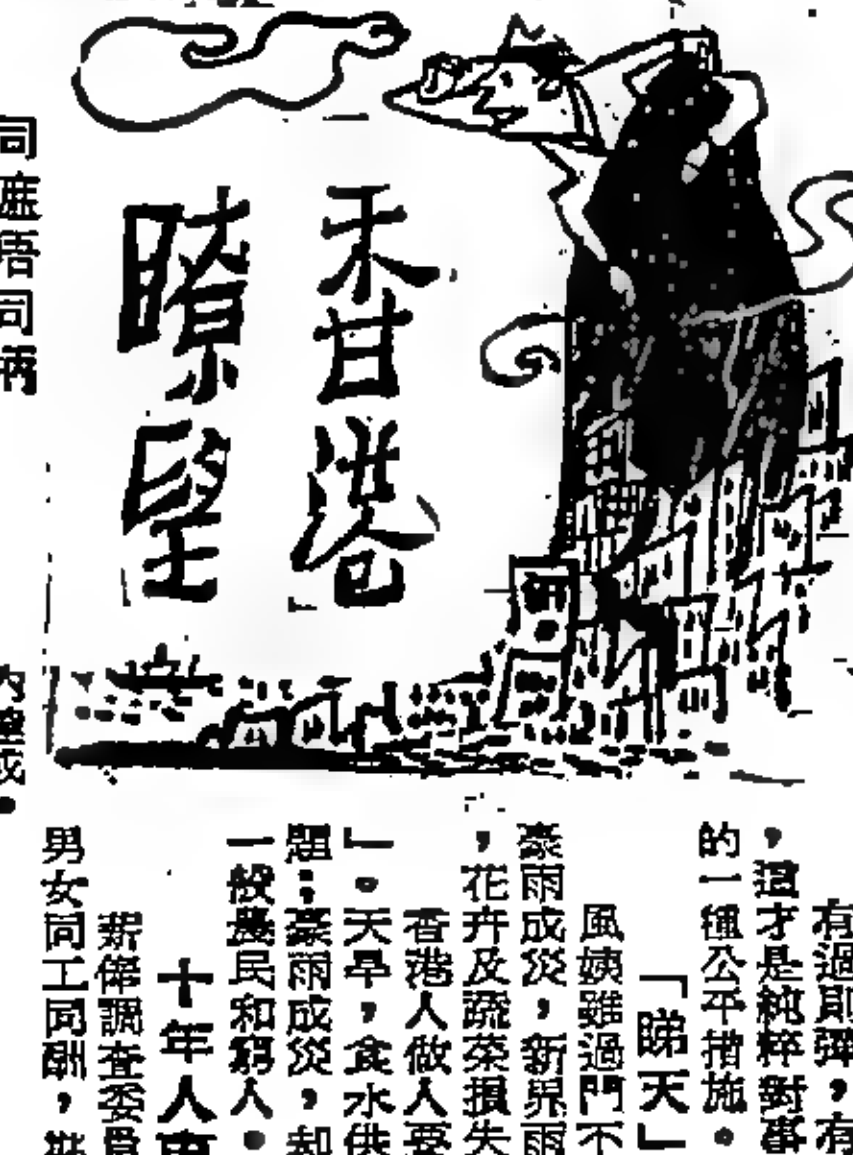 香港
瞭望
有過即彈，有
，這才是純粹對事
的一種公平措施。
「睇天」
風姨雖過門不
豪雨成災，新界雨
，花卉及蔬菜損失
香港人做人要
」。天旱，食水供
題；豪雨成災，却
一般農民和窮人。
十年人事
薪俸調查委員
男女同工同酬，